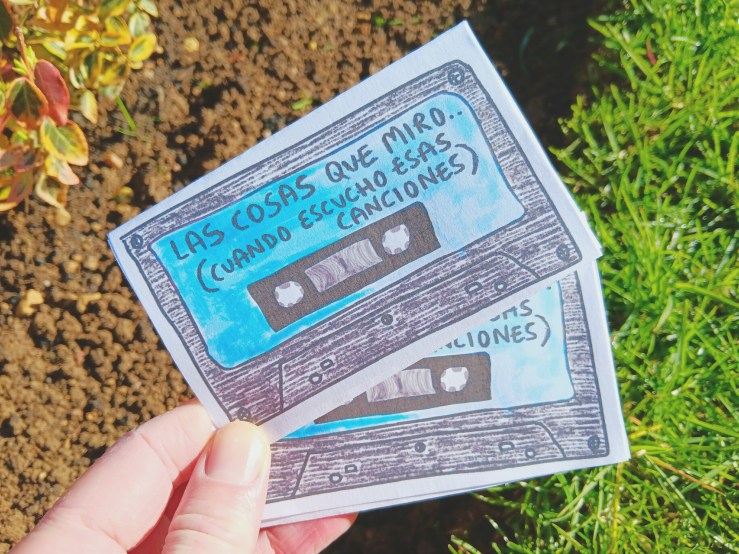 LAS COSAS QUE MIRO..
(CUANDO ESCUCHO ESAS
CANCIONES)
CIONES)